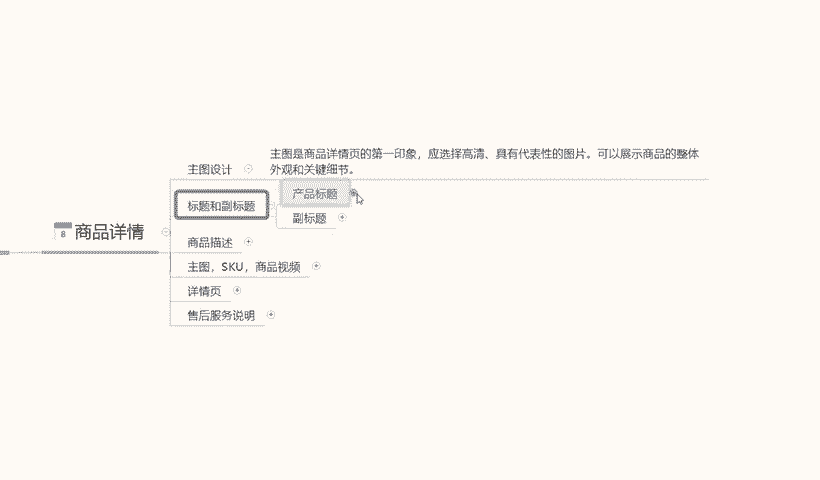 主图是商品详情页的第一印象，应选择高清、具有代表性的图片。可以展示商品的整体
主图设计
外观和关键细节。
产品标题
标题和副标题
副标题
8
商品详情
商品描述
主图，SKU，商品视频
详情页
售后服务说明